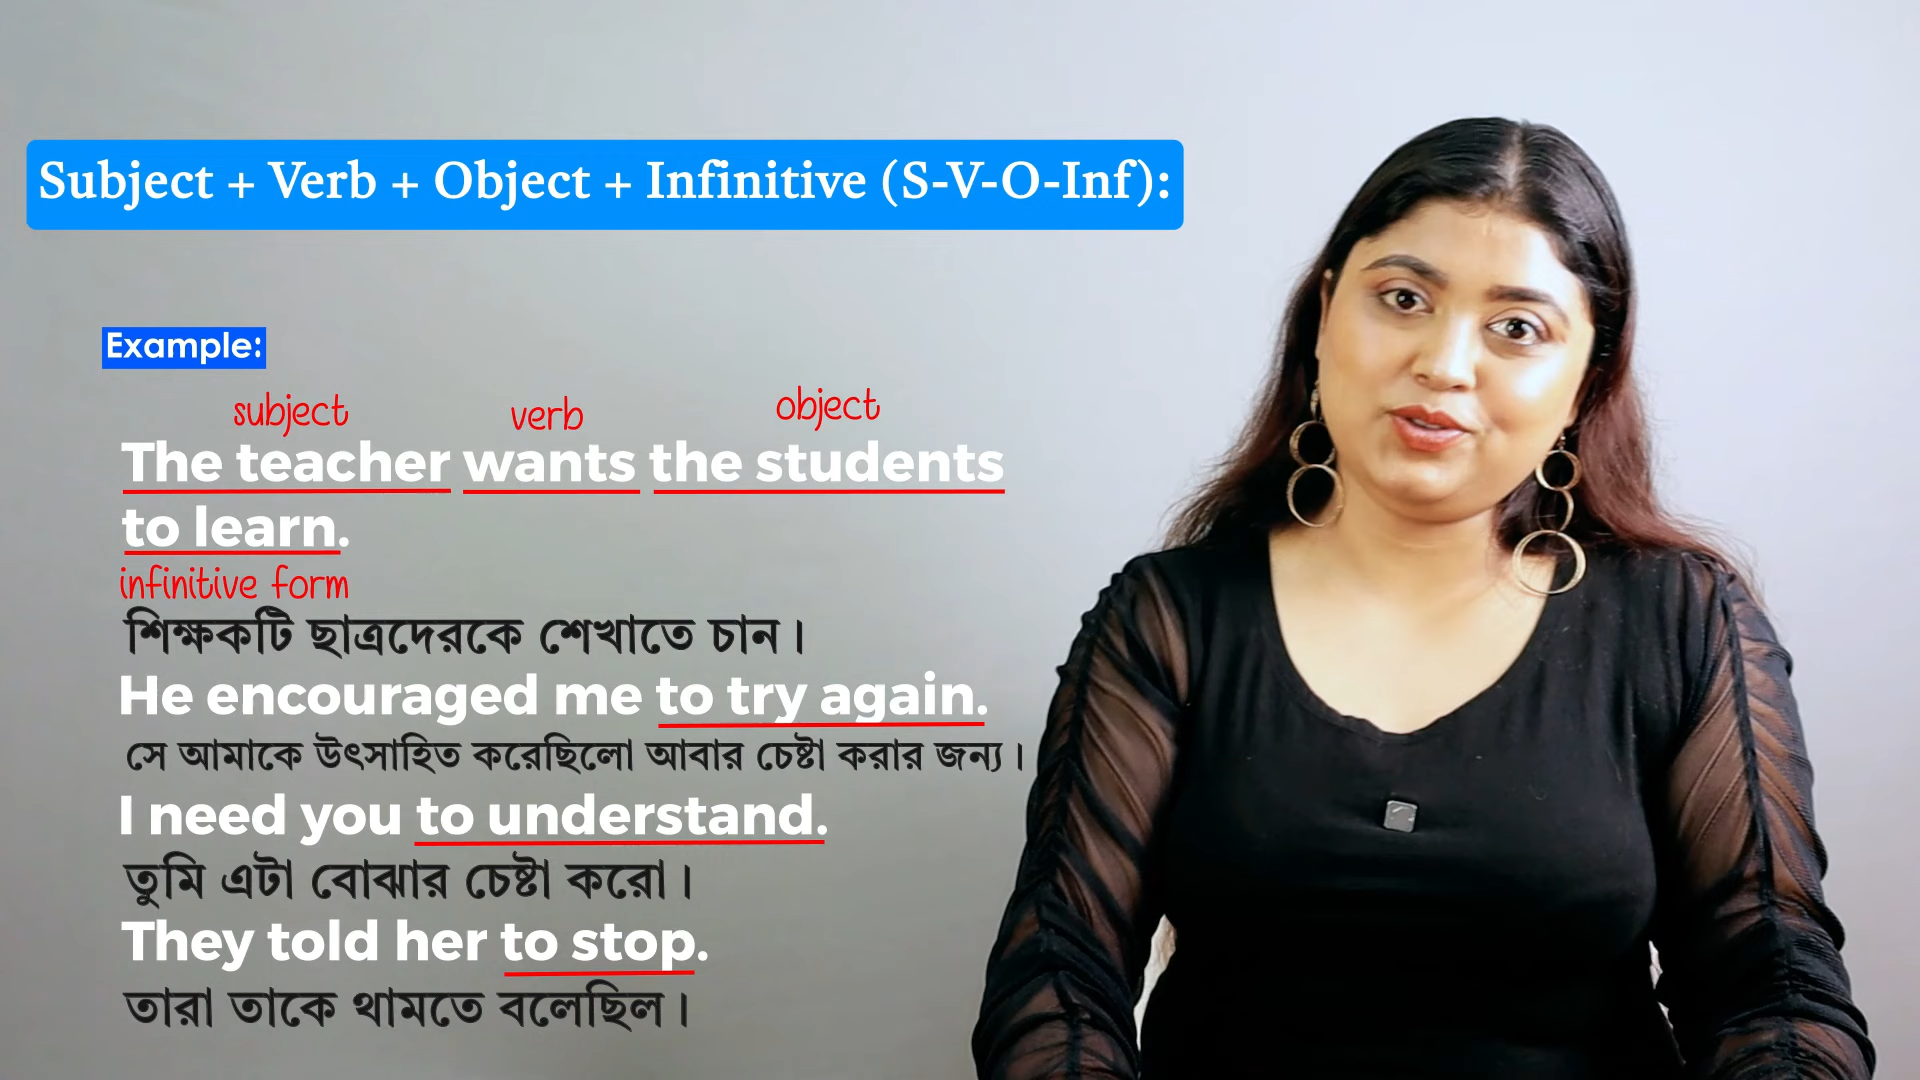 Subject + Verb + Object + Infinitive (S-V-O-Inf):
Example:
subject verb object
The teacher wants the students
to learn.
infinitive form
শিক্ষকটি ছাত্রদেরকে শেখাতে চান।
He encouraged me to try again.
সে আমাকে উৎসাহিত করেছিলো আবার চেষ্টা করার জন্য।
I need you to understand.
তুমি এটা বোঝার চেষ্টা করো।
They told her to stop.
তারা তাকে থামতে বলেছিল।